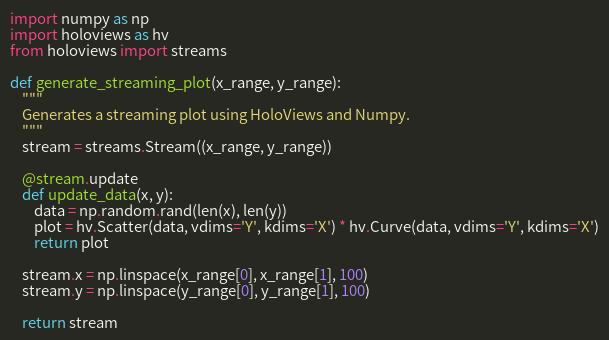 import numpy as np
import holoviews as hv
from holoviews import streams

def generate_streaming_plot(x_range, y_range):
    """
    Generates a streaming plot using HoloViews and Numpy.
    """
    stream = streams.Stream((x_range, y_range))

    @stream.update
    def update_data(x, y):
        data = np.random.rand(len(x), len(y))
        plot = hv.Scatter(data, vdims='Y', kdims='X') * hv.Curve(data, vdims='Y', kdims='X')
        return plot

    stream.x = np.linspace(x_range[0], x_range[1], 100)
    stream.y = np.linspace(y_range[0], y_range[1], 100)

    return stream